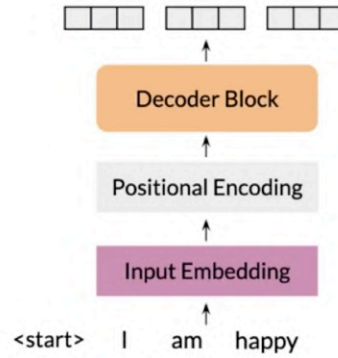 Decoder Block
Positional Encoding
Input Embedding
<start> I am happy